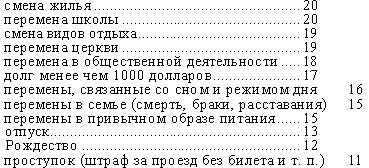 смена жилья..................................................20
перемена школы..........................................20
смена видов отдыха.....................................19
перемена церкви..........................................19
перемена в общественной деятельности.....18
долг менее чем 1000 долларов......................17
перемены, связанные со сном и режимом дня 16
перемены в семье (смерть, браки, расставания) 15
перемены в привычном образе питания......15
отпуск............................................................13
Рождество......................................................12
проступок (штраф за проезд без билета и т. п.) 11